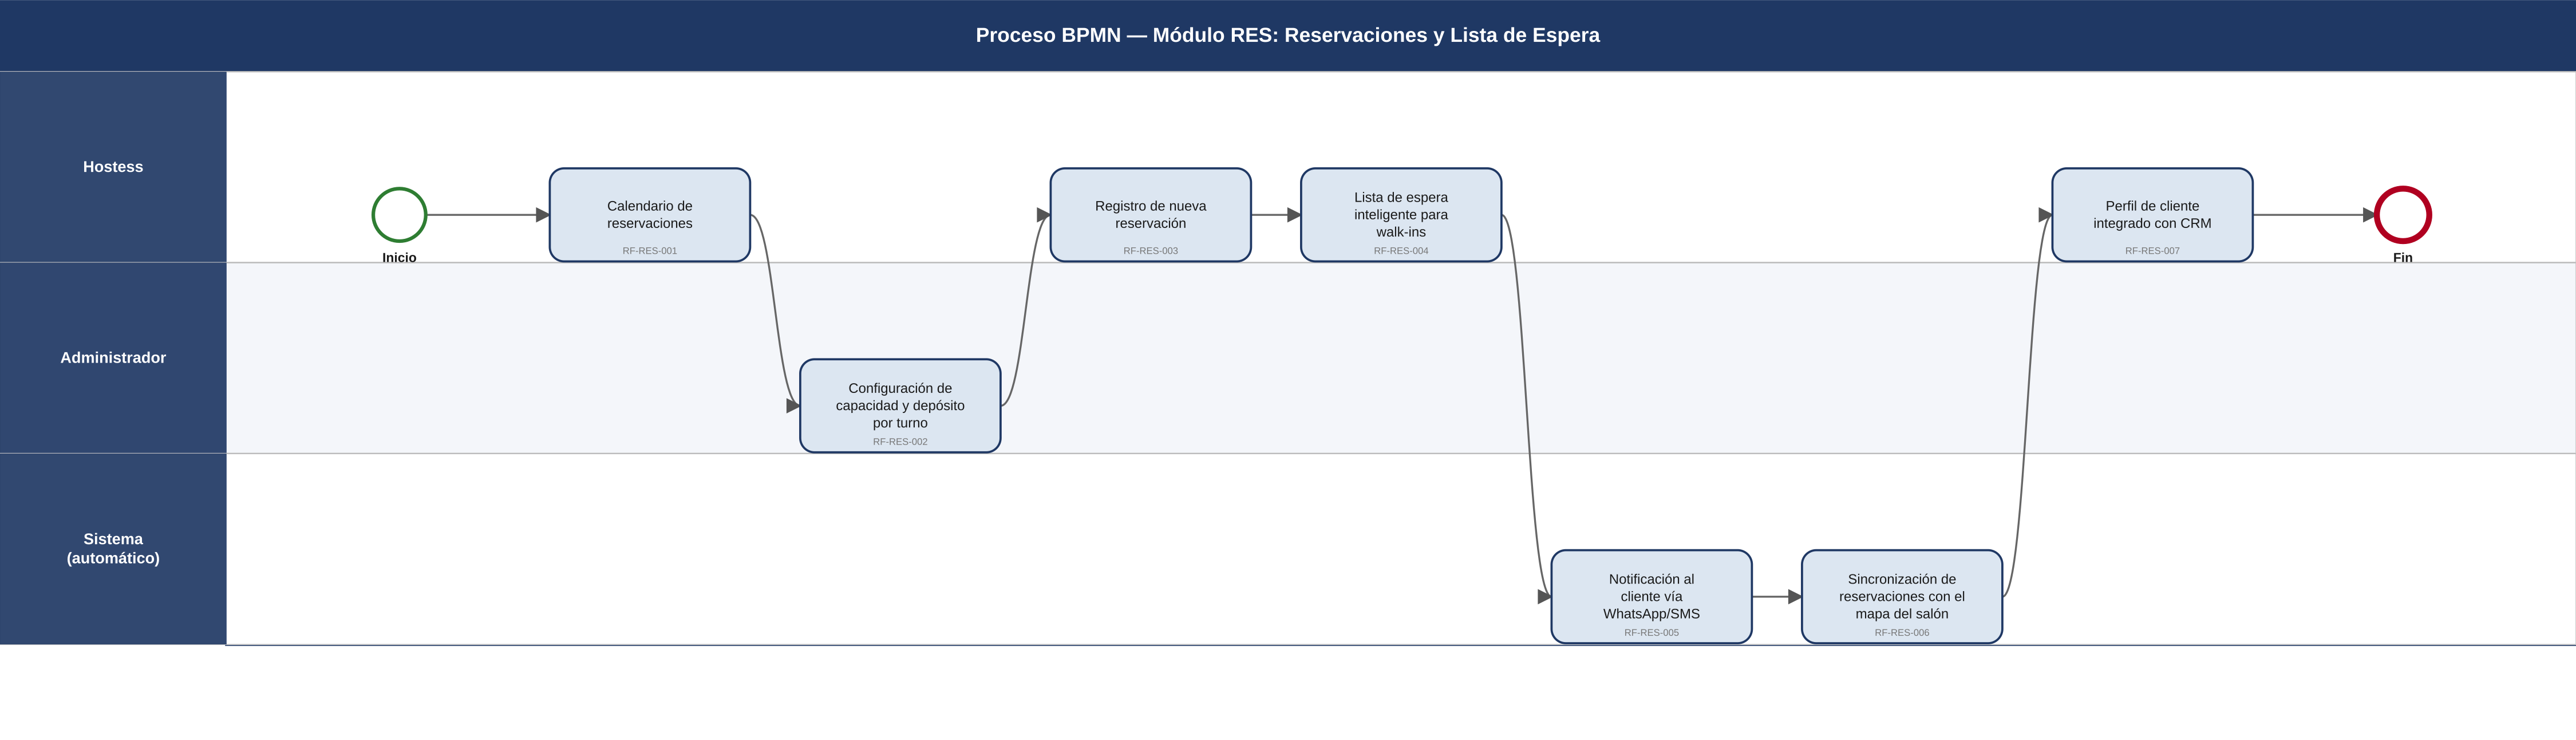 Proceso BPMN — Módulo RES: Reservaciones y Lista de Espera
Hostess
Inicio
Calendario de
reservaciones
RF-RES-001
Registro de nueva
reservación
RF-RES-003
Lista de espera
inteligente para
walk-ins
RF-RES-004
Perfil de cliente
integrado con CRM
RF-RES-007
Fin
Administrador
Configuración de
capacidad y depósito
por turno
RF-RES-002
Sistema
(automático)
Notificación al
cliente vía
WhatsApp/SMS
RF-RES-005
Sincronización de
reservaciones con el
mapa del salón
RF-RES-006